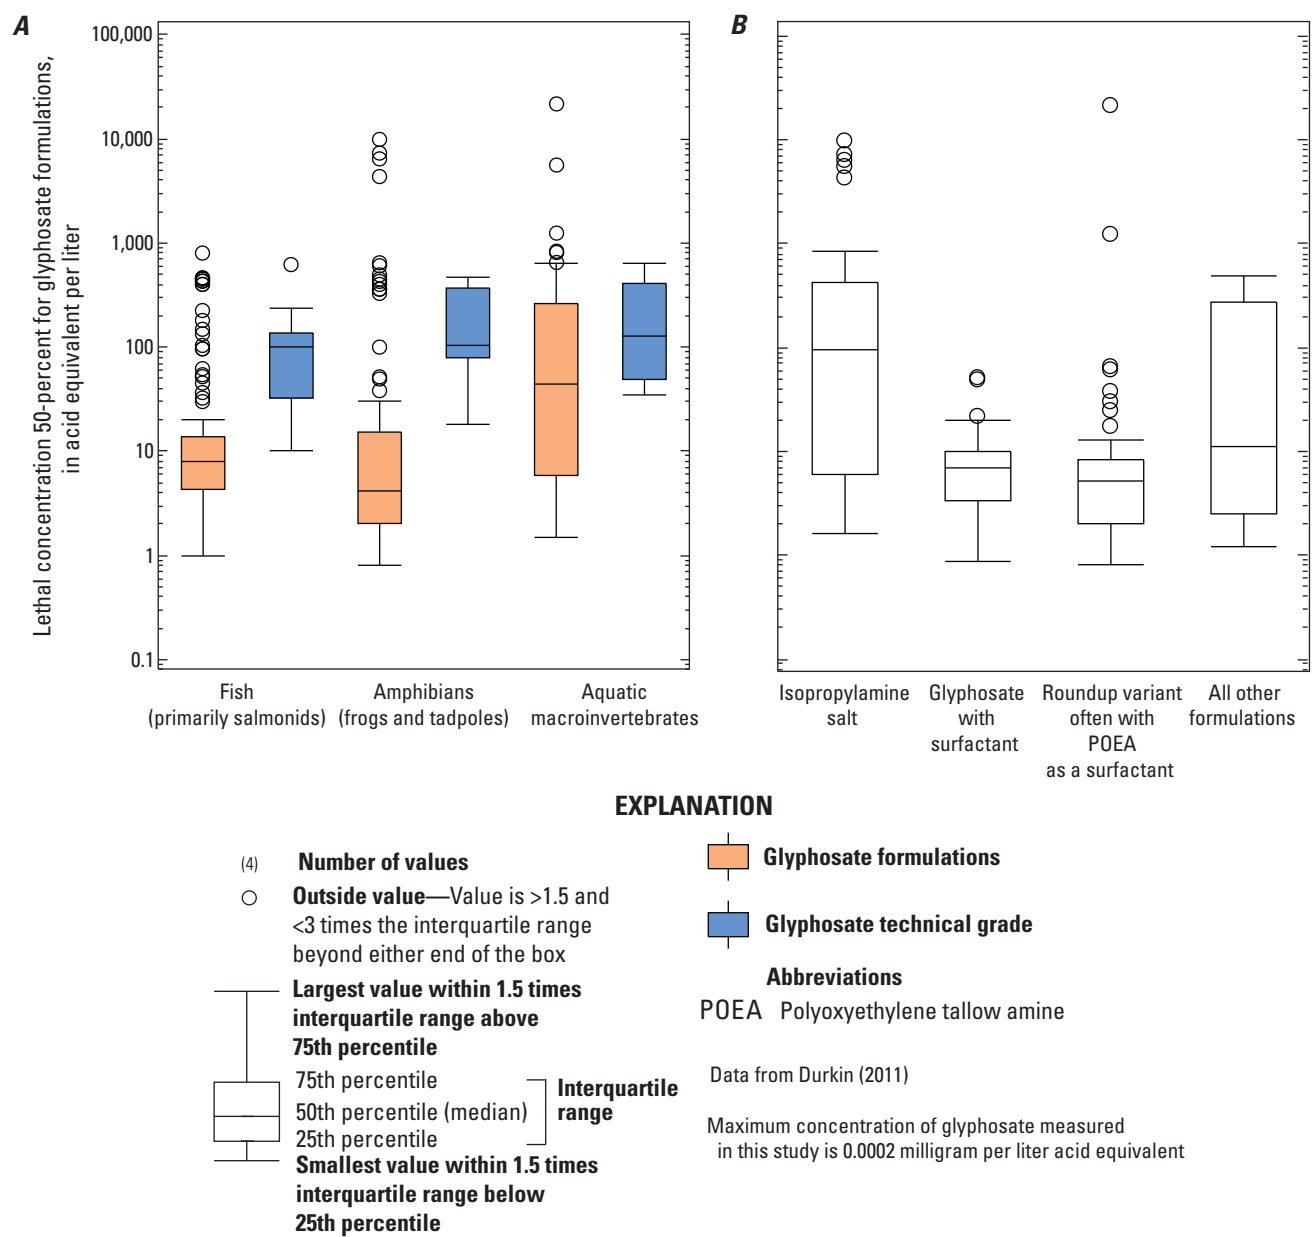 A
B
Lethal concentration 50-percent for glyphosate formulations,
in acid equivalent per liter
100,000
10,000
1,000
100
10
1
0.1
Fish
(primarily salmonids)
Amphibians
(frogs and tadpoles)
Aquatic
macroinvertebrates
Isopropylamine
salt
Glyphosate
with
surfactant
Roundup variant
often with
POEA
as a surfactant
All other
formulations
EXPLANATION
(4) Number of values
Outside value—Value is >1.5 and
<3 times the interquartile range
beyond either end of the box
Largest value within 1.5 times
interquartile range above
75th percentile
75th percentile
50th percentile (median)
25th percentile
Interquartile
range
Smallest value within 1.5 times
interquartile range below
25th percentile
Glyphosate formulations
Glyphosate technical grade
Abbreviations
POEA Polyoxyethylene tallow amine
Data from Durkin (2011)
Maximum concentration of glyphosate measured
in this study is 0.0002 milligram per liter acid equivalent